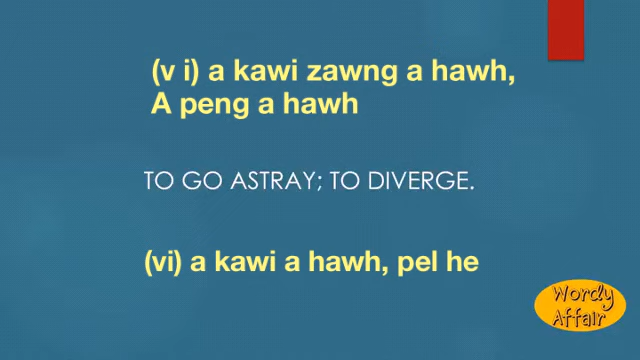 (v i) a kawi zawng a hawh,
A peng a hawh
TO GO ASTRAY; TO DIVERGE.
(vi) a kawi a hawh, pel he
Wordy
Affair